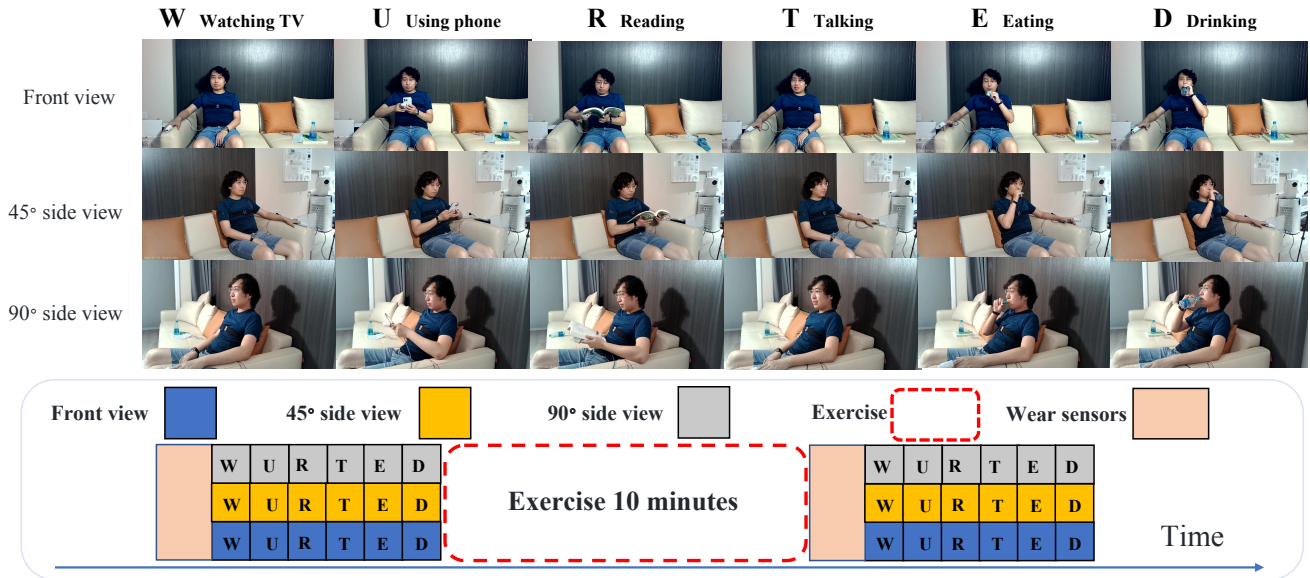 W Watching TV U Using phone R Reading T Talking E Eating D Drinking
Front view
45° side view
90° side view
Front view 45° side view 90° side view Exercise Wear sensors
W U R T E D W U R T E D
W U R T E D Exercise 10 minutes W U R T E D
W U R T E D W U R T E D Time